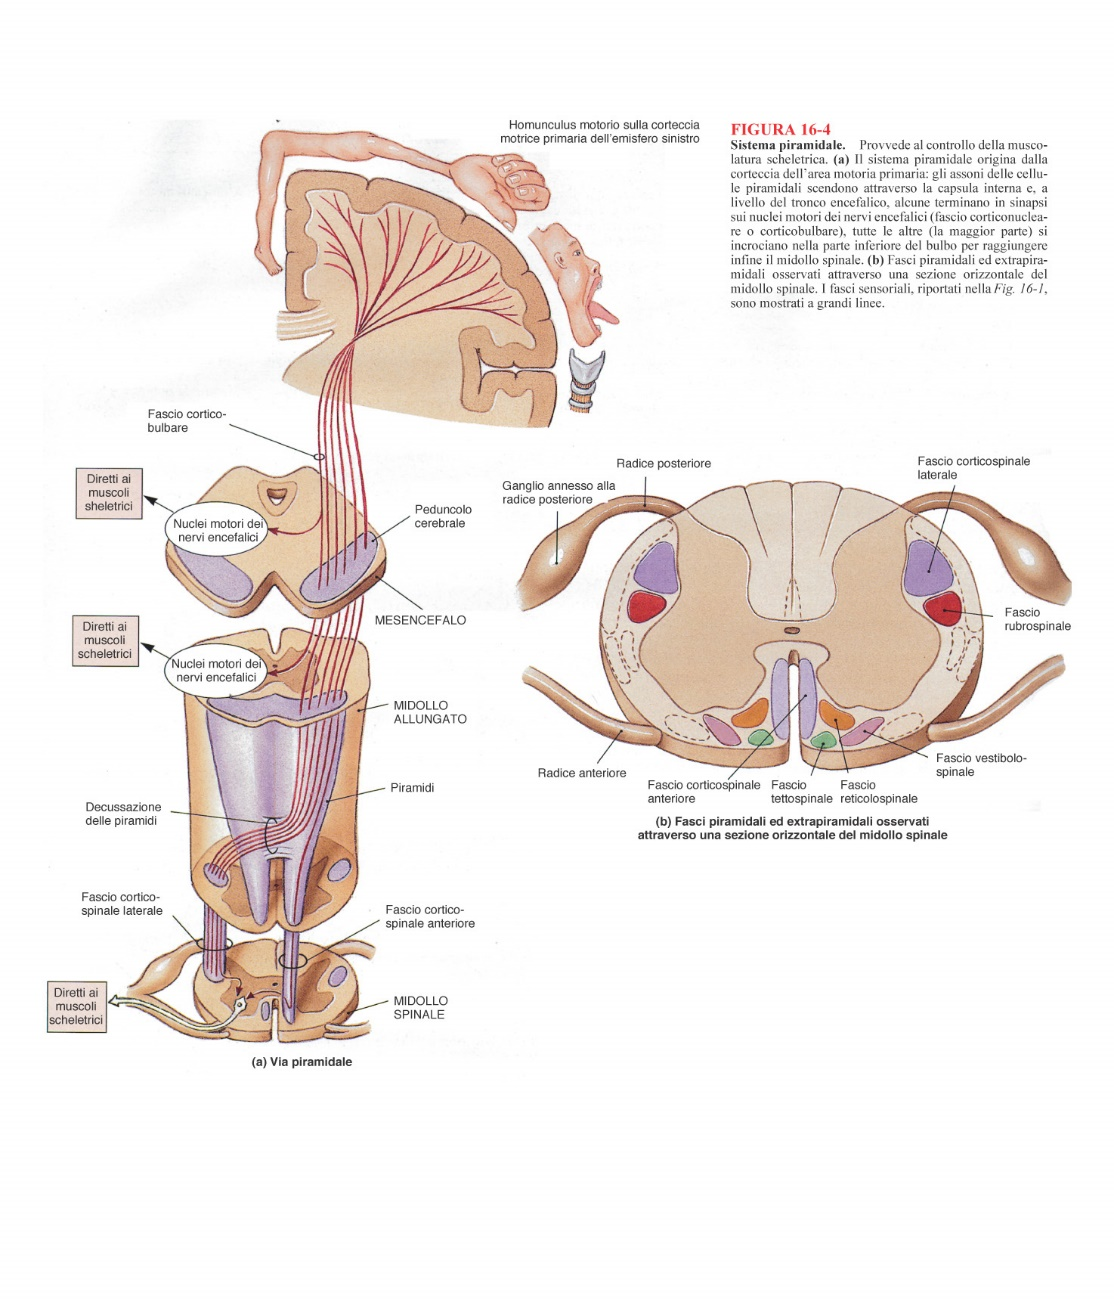 Homunculus motorio sulla corteccia
motrice primaria dell'emisfero sinistro
FIGURA 16-4
Sistema piramidale. Provvede al controllo della musco-
latura scheletrica. (a) Il sistema piramidale origina dalla
corteccia dell'area motoria primaria: gli assoni delle cellu-
le piramidali scendono attraverso la capsula interna e, a
livello del tronco encefalico, alcune terminano in sinapsi
sui nuclei motori dei nervi encefalici (fascio corticonuclea-
re o corticobulbare), tutte le altre (la maggior parte) si
incrociano nella parte inferiore del bulbo per raggiungere
infine il midollo spinale. (b) Fasci piramidali ed extrapira-
midali osservati attraverso una sezione orizzontale del
midollo spinale. I fasci sensoriali, riportati nella Fig. 16-1,
sono mostrati a grandi linee.
Fascio cortico-
bulbare
Diretti ai
muscoli
sheletrici
Nuclei motori dei
nervi encefalici
Peduncolo
cerebrale
MESENCEFALO
Diretti ai
muscoli
scheletrici
Nuclei motori dei
nervi encefalici
MIDOLLO
ALLUNGATO
Piramidi
Decussazione
delle piramidi
Fascio cortico-
spinale laterale
Fascio cortico-
spinale anteriore
Diretti ai
muscoli
scheletrici
MIDOLLO
SPINALE
(a) Via piramidale
Radice posteriore
Ganglio annesso alla
radice posteriore
Fascio corticospinale
laterale
Fascio
rubrospinale
Radice anteriore
Fascio corticospinale
anteriore
Fascio
tettospinale
Fascio
reticolospinale
Fascio vestibolo-
spinale
(b) Fasci piramidali ed extrapiramidali osservati
attraverso una sezione orizzontale del midollo spinale